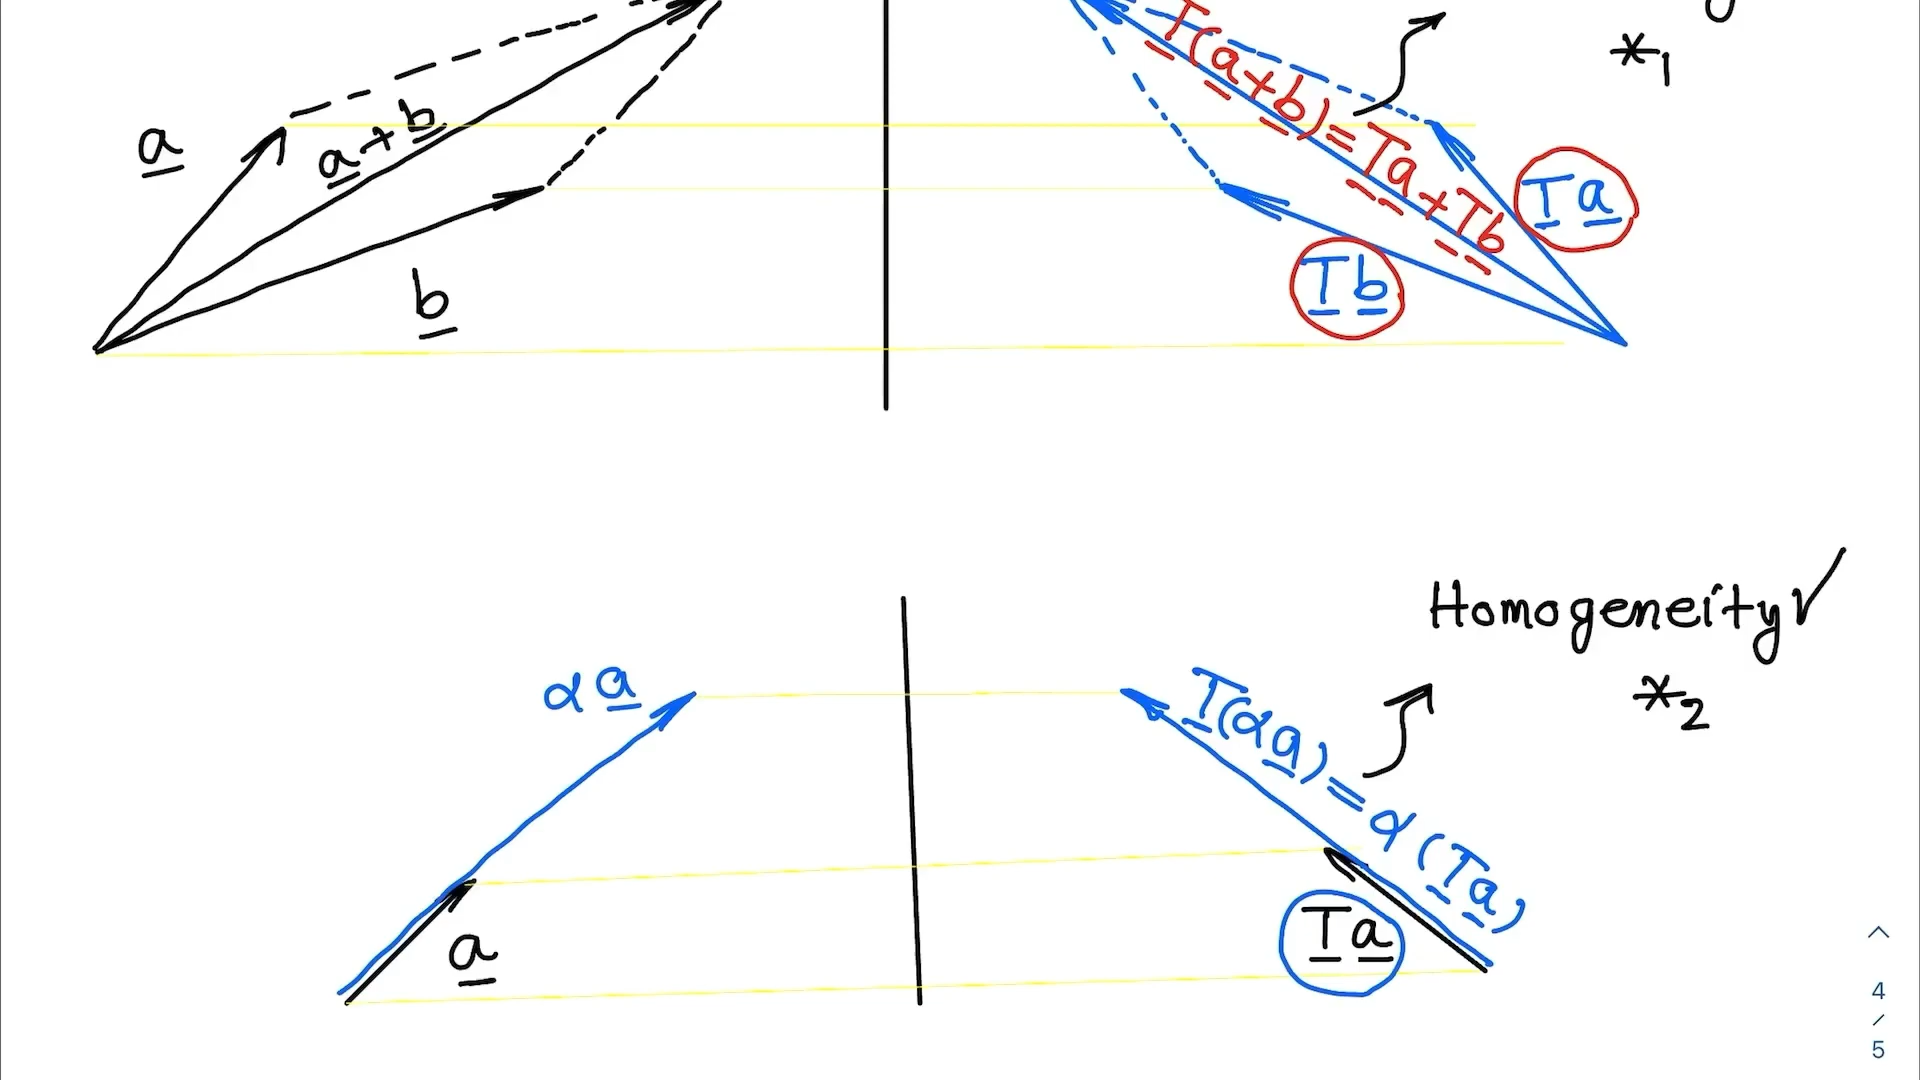 *1
a
a+b
b
T(a+b)=Ta+Tb
Ta
Tb
Homogeneity✓
*2
αa
a
T(αa)=α(Ta)
Ta
4
/
5